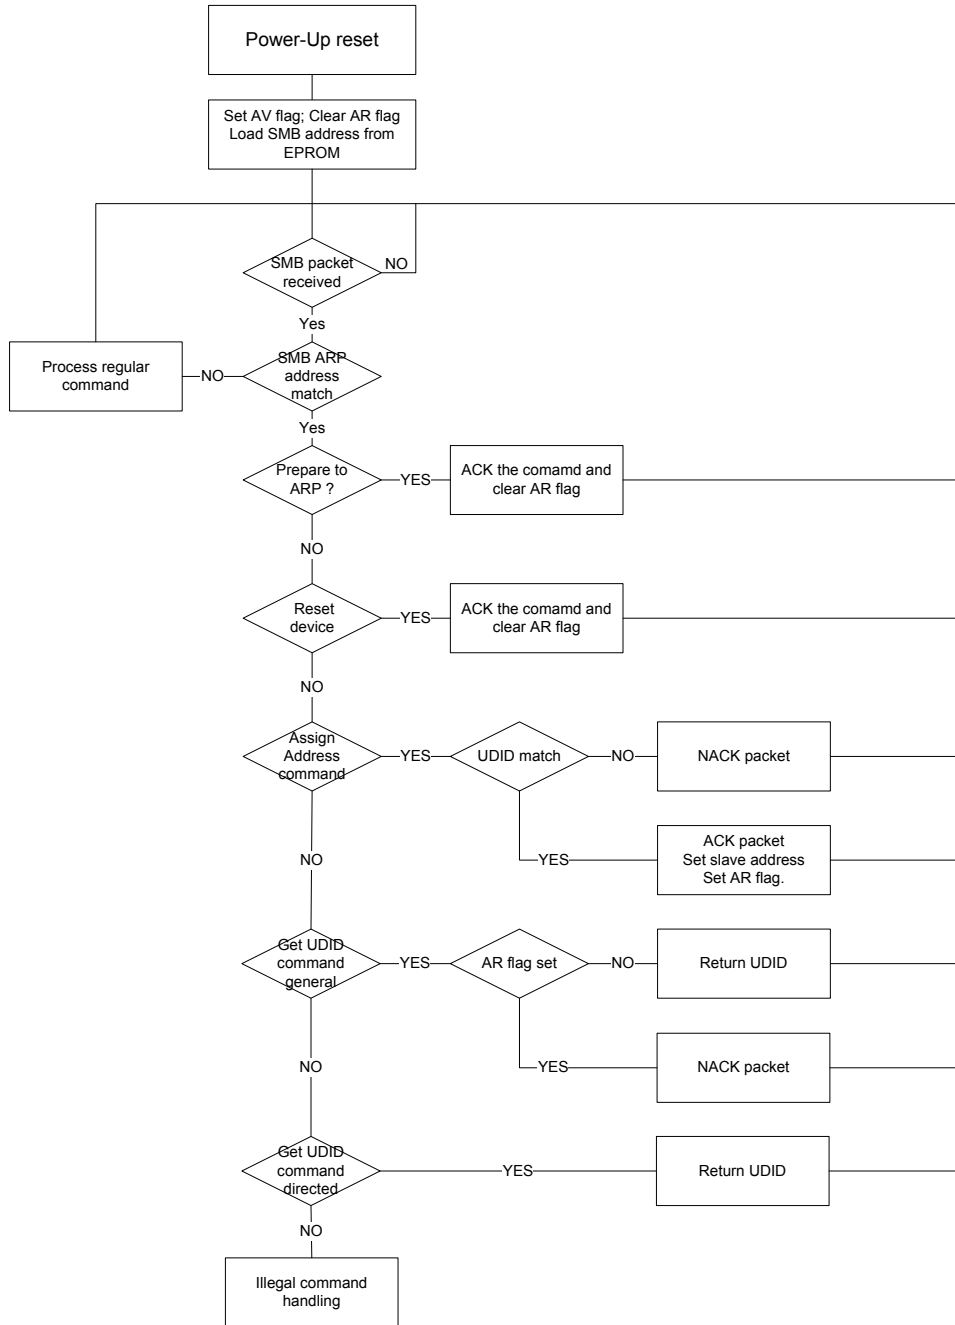 Power-Up reset
Set AV flag; Clear AR flag
Load SMB address from
EPROM
SMB packet
received
NO
Yes
Process regular
command
NO
SMB ARP
address
match
Yes
Prepare to
ARP ?
YES
ACK the comamd and
clear AR flag
NO
Reset
device
YES
ACK the comamd and
clear AR flag
NO
Assign
Address
command
YES
UDID match
NO
NACK packet
YES
ACK packet
Set slave address
Set AR flag.
NO
Get UDID
command
general
YES
AR flag set
NO
Return UDID
YES
NACK packet
NO
Get UDID
command
directed
YES
Return UDID
NO
Illegal command
handling